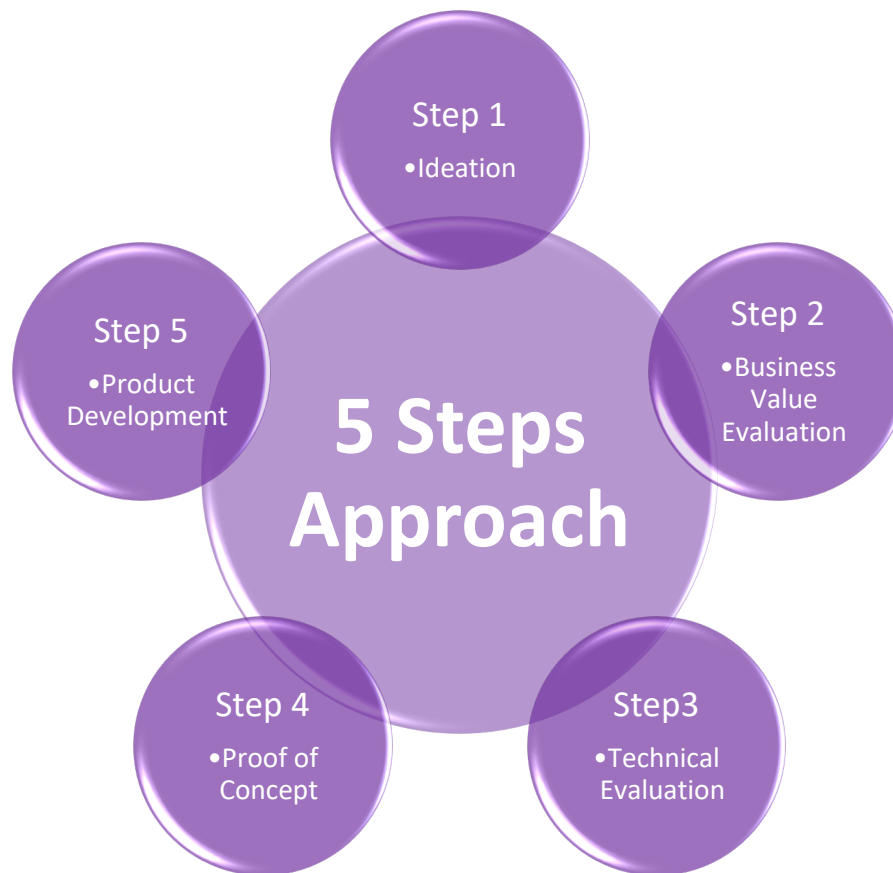 Step 1
•Ideation
Step 2
•Business
Value
Evaluation
Step3
•Technical
Evaluation
Step 4
•Proof of
Concept
Step 5
•Product
Development
5 Steps
Approach